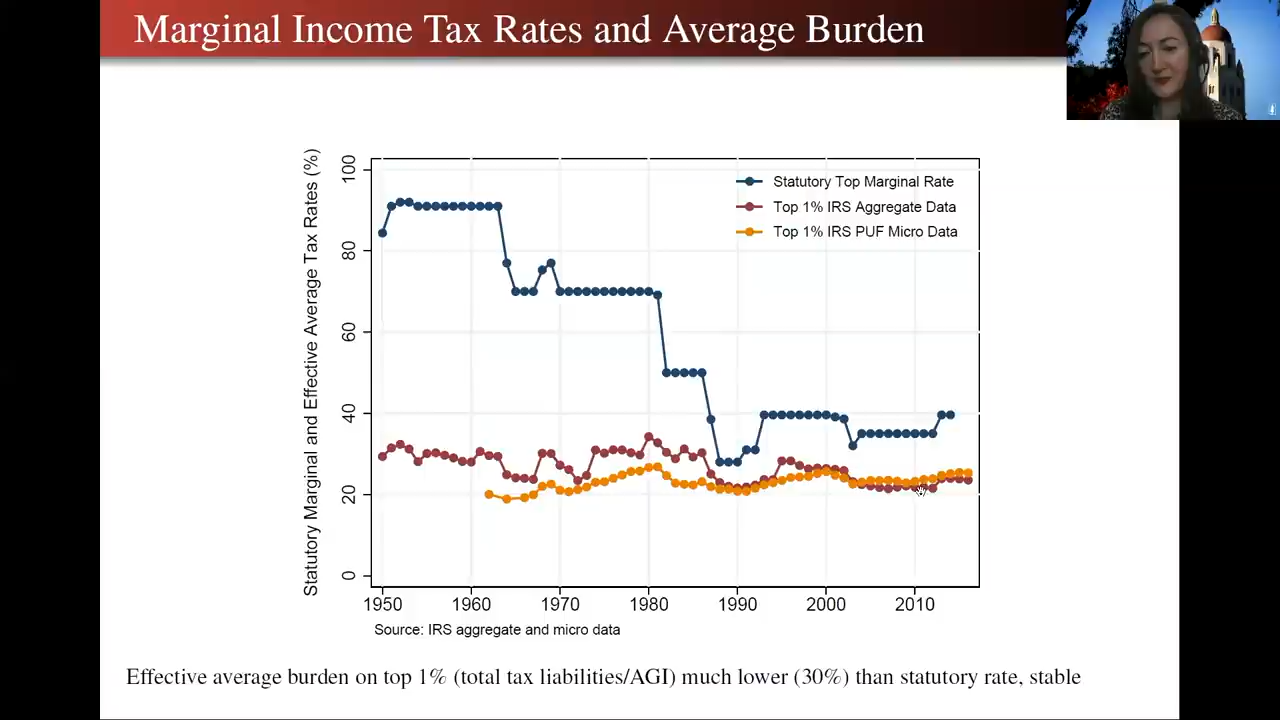 Marginal Income Tax Rates and Average Burden
Statutory Marginal and Effective Average Tax Rates (%)
100
80
60
40
20
0
Statutory Top Marginal Rate
Top 1% IRS Aggregate Data
Top 1% IRS PUF Micro Data
1950 1960 1970 1980 1990 2000 2010
Source: IRS aggregate and micro data
Effective average burden on top 1% (total tax liabilities/AGI) much lower (30%) than statutory rate, stable